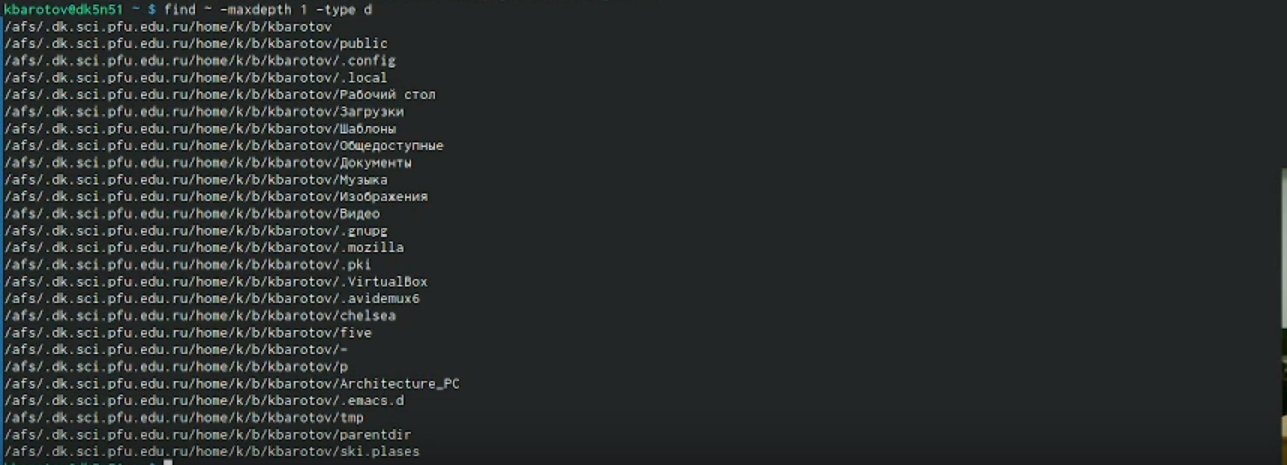 kbarotov@dk5n51 ~ $ find ~ -maxdepth 1 -type d
/afs/.dk.sci.pfu.edu.ru/home/k/b/kbarotov
/afs/.dk.sci.pfu.edu.ru/home/k/b/kbarotov/public
/afs/.dk.sci.pfu.edu.ru/home/k/b/kbarotov/.config
/afs/.dk.sci.pfu.edu.ru/home/k/b/kbarotov/.local
/afs/.dk.sci.pfu.edu.ru/home/k/b/kbarotov/Рабочий стол
/afs/.dk.sci.pfu.edu.ru/home/k/b/kbarotov/Загрузки
/afs/.dk.sci.pfu.edu.ru/home/k/b/kbarotov/Шаблоны
/afs/.dk.sci.pfu.edu.ru/home/k/b/kbarotov/Общедоступные
/afs/.dk.sci.pfu.edu.ru/home/k/b/kbarotov/Документы
/afs/.dk.sci.pfu.edu.ru/home/k/b/kbarotov/Музыка
/afs/.dk.sci.pfu.edu.ru/home/k/b/kbarotov/Изображения
/afs/.dk.sci.pfu.edu.ru/home/k/b/kbarotov/Видео
/afs/.dk.sci.pfu.edu.ru/home/k/b/kbarotov/.gnupg
/afs/.dk.sci.pfu.edu.ru/home/k/b/kbarotov/.mozilla
/afs/.dk.sci.pfu.edu.ru/home/k/b/kbarotov/.pki
/afs/.dk.sci.pfu.edu.ru/home/k/b/kbarotov/.VirtualBox
/afs/.dk.sci.pfu.edu.ru/home/k/b/kbarotov/.avidemux6
/afs/.dk.sci.pfu.edu.ru/home/k/b/kbarotov/chelsea
/afs/.dk.sci.pfu.edu.ru/home/k/b/kbarotov/five
/afs/.dk.sci.pfu.edu.ru/home/k/b/kbarotov/-
/afs/.dk.sci.pfu.edu.ru/home/k/b/kbarotov/p
/afs/.dk.sci.pfu.edu.ru/home/k/b/kbarotov/Architecture_PC
/afs/.dk.sci.pfu.edu.ru/home/k/b/kbarotov/.emacs.d
/afs/.dk.sci.pfu.edu.ru/home/k/b/kbarotov/tmp
/afs/.dk.sci.pfu.edu.ru/home/k/b/kbarotov/parentdir
/afs/.dk.sci.pfu.edu.ru/home/k/b/kbarotov/ski.plases